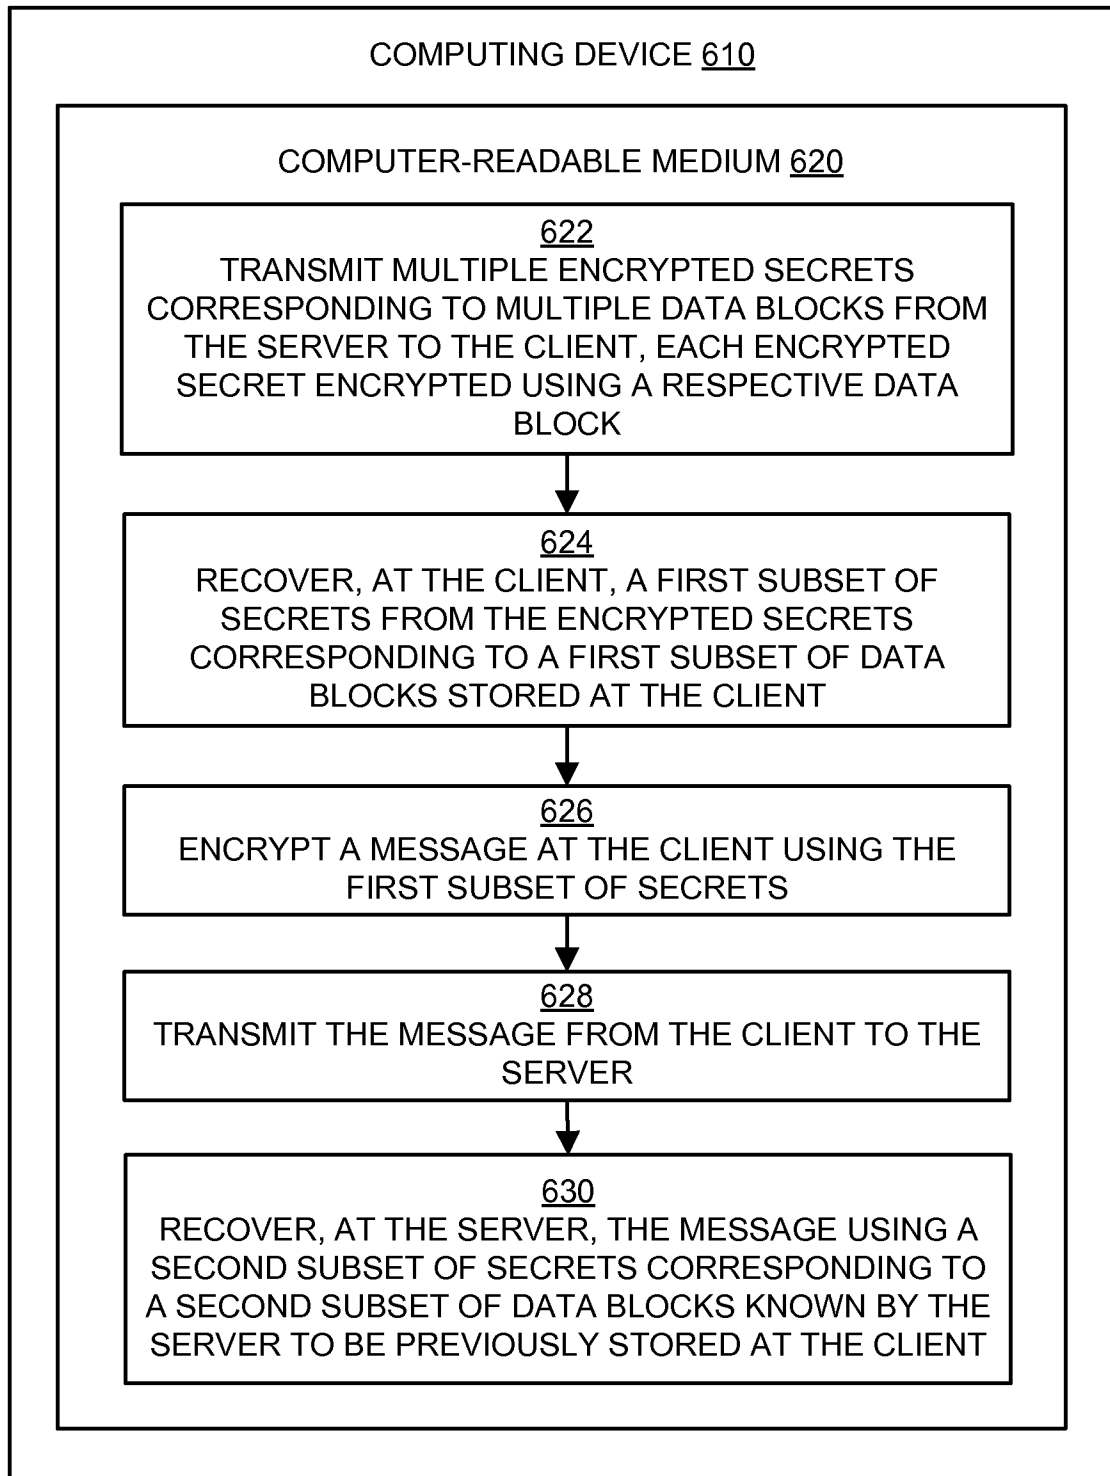 COMPUTING DEVICE 610
COMPUTER-READABLE MEDIUM 620
622
TRANSMIT MULTIPLE ENCRYPTED SECRETS
CORRESPONDING TO MULTIPLE DATA BLOCKS FROM
THE SERVER TO THE CLIENT, EACH ENCRYPTED
SECRET ENCRYPTED USING A RESPECTIVE DATA
BLOCK
624
RECOVER, AT THE CLIENT, A FIRST SUBSET OF
SECRETS FROM THE ENCRYPTED SECRETS
CORRESPONDING TO A FIRST SUBSET OF DATA
BLOCKS STORED AT THE CLIENT
626
ENCRYPT A MESSAGE AT THE CLIENT USING THE
FIRST SUBSET OF SECRETS
628
TRANSMIT THE MESSAGE FROM THE CLIENT TO THE
SERVER
630
RECOVER, AT THE SERVER, THE MESSAGE USING A
SECOND SUBSET OF SECRETS CORRESPONDING TO
A SECOND SUBSET OF DATA BLOCKS KNOWN BY THE
SERVER TO BE PREVIOUSLY STORED AT THE CLIENT